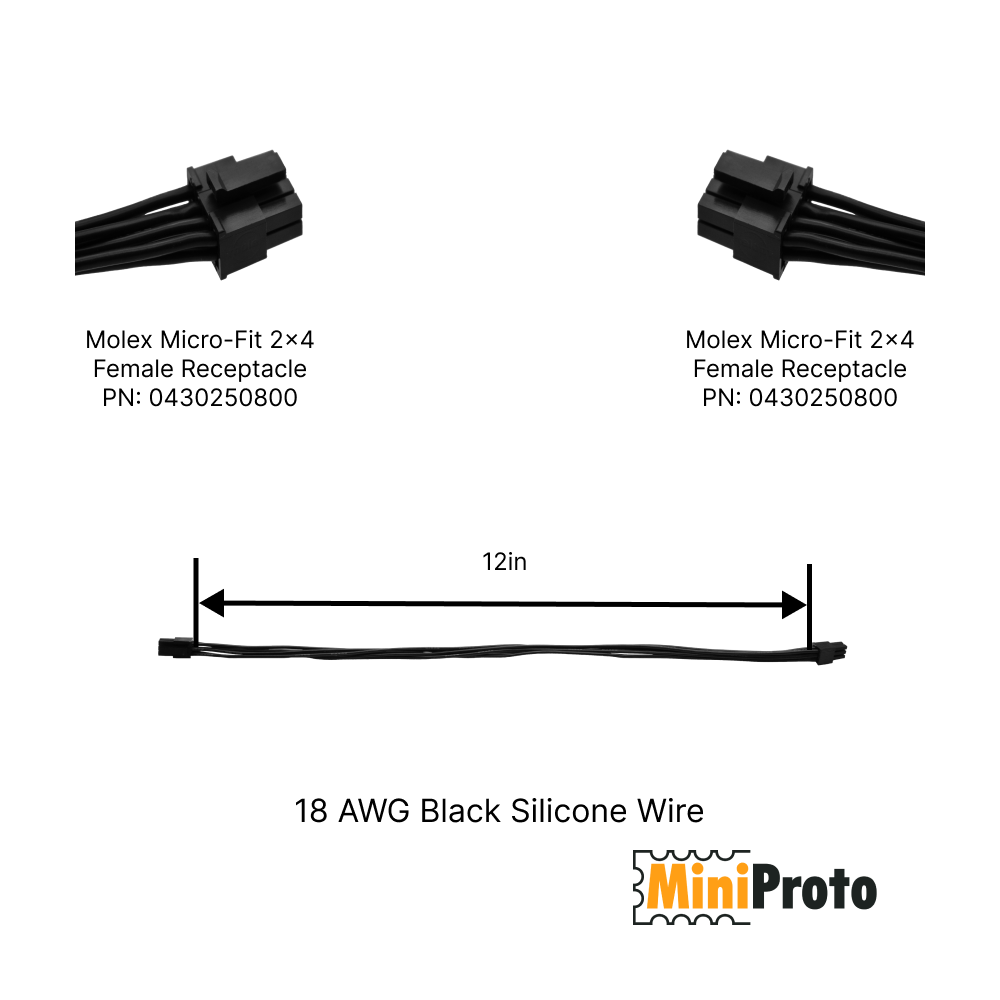 Molex Micro-Fit 2×4
Female Receptacle
PN: 0430250800
Molex Micro-Fit 2×4
Female Receptacle
PN: 0430250800
12in
18 AWG Black Silicone Wire
MiniProto